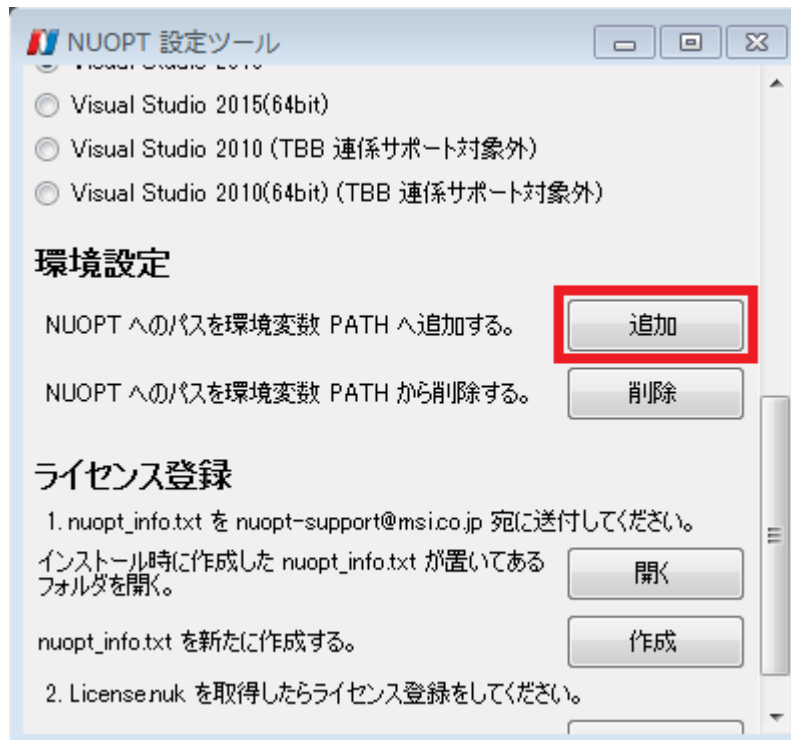 NUOPT 設定ツール
Visual Studio 2015(64bit)
Visual Studio 2010 (TBB 連係サポート対象外)
Visual Studio 2010(64bit) (TBB 連係サポート対象外)
環境設定
NUOPT へのパスを環境変数 PATH へ追加する。 追加
NUOPT へのパスを環境変数 PATH から削除する。 削除
ライセンス登録
1. nuopt_info.txt を nuopt-support@msi.co.jp 宛に送付してください。
インストール時に作成した nuopt_info.txt が置いてある
フォルダを開く。 開く
nuopt_info.txt を新たに作成する。 作成
2. License.nuk を取得したらライセンス登録をしてください。